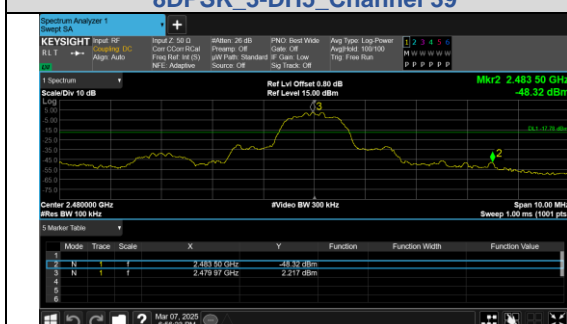 8DPSK_3-DH5_Channel 39
Spectrum Analyzer 1
Swept SA
+
KEYSIGHT Input: RF Input Z: 50 Ω #Atten: 26 dB PNO: Best Wide Avg Type: Log-Power 1 2 3 4 5 6
RLT Coupling: DC Corr CCorr RCal Preamp: Off Gate: Off Avg|Hold: 100/100 M W W W W W
Align: Auto Freq Ref: Int (S) µW Path: Standard IF Gain: Low Trig: Free Run P P P P P P
NFE: Adaptive Source: Off Sig Track: Off
1 Spectrum Ref Lvl Offset 0.80 dB Mkr2 2.483 50 GHz
Scale/Div 10 dB Ref Level 15.00 dBm -48.32 dBm
Log
5.00
-5.00
-15.0
-25.0
-35.0
-45.0
-55.0
-65.0
-75.0
3
DL1 -17.78 dBm
2
Center 2.480000 GHz #Video BW 300 kHz Span 10.00 MHz
#Res BW 100 kHz Sweep 1.00 ms (1001 pts
5 Marker Table
Mode Trace Scale X Y Function Function Width Function Value
1
2 N 1 f 2.483 50 GHz -48.32 dBm
3 N 1 f 2.479 97 GHz 2.217 dBm
4
5
6
? Mar 07, 2025